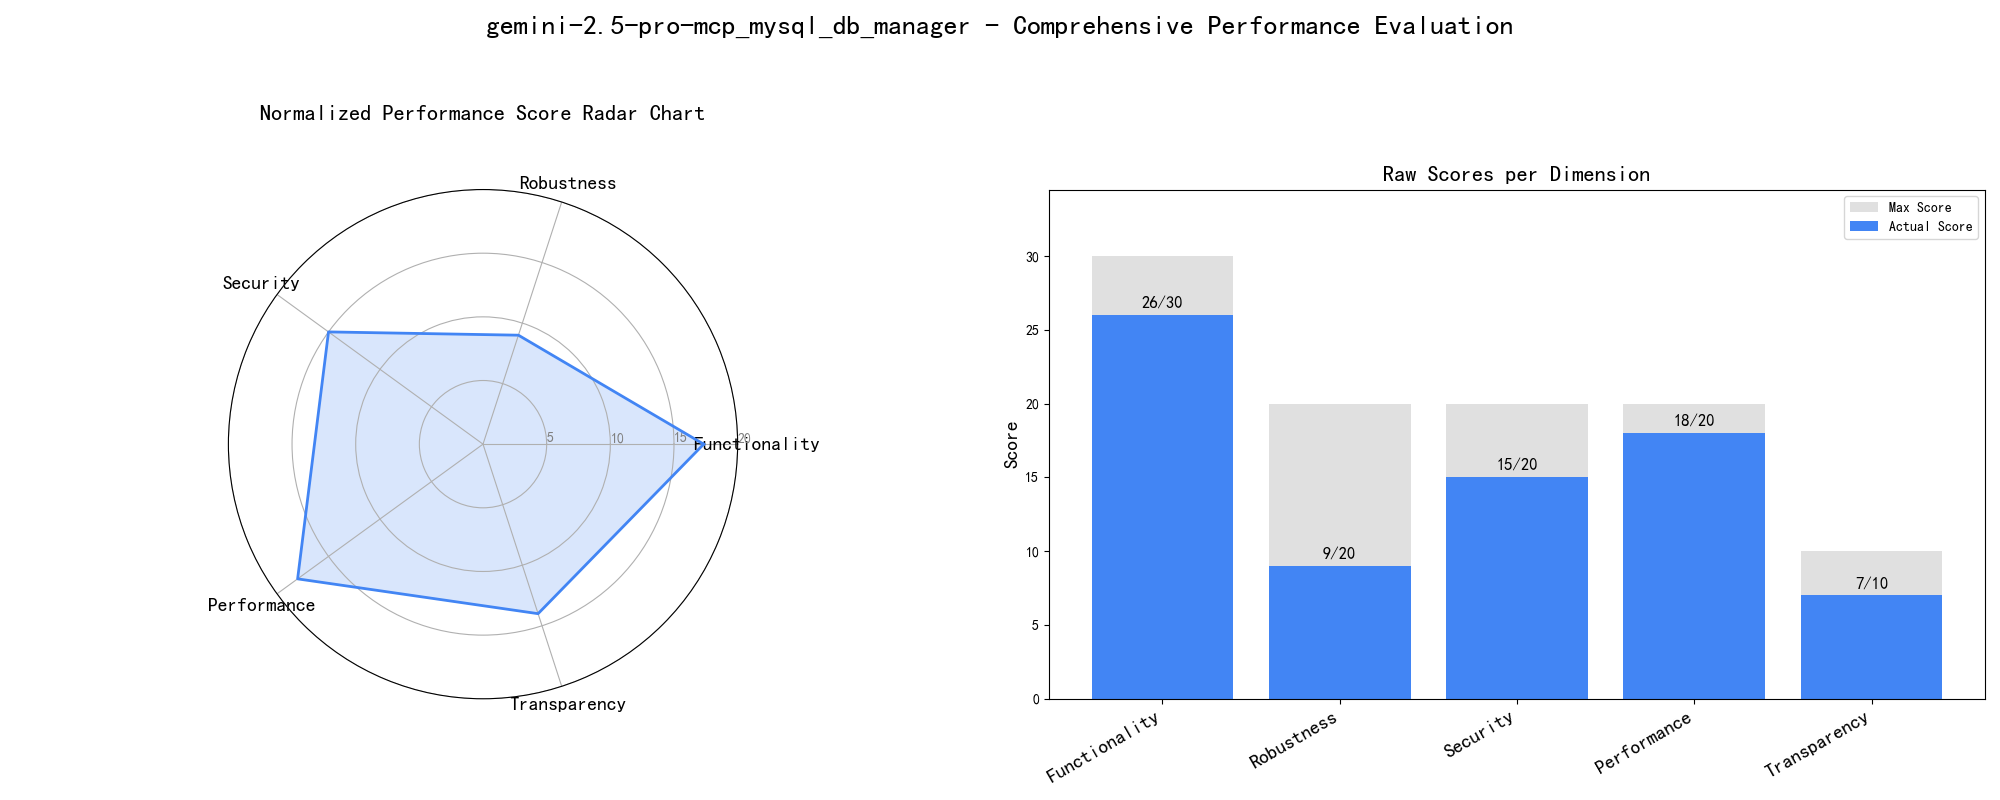 gemini-2.5-pro-mcp_mysql_db_manager - Comprehensive Performance Evaluation
Normalized Performance Score Radar Chart
Robustness
Security
Functionality
Performance
Transparency
5
10
15
20
Raw Scores per Dimension
Max Score
Actual Score
Score
30
25
20
15
10
5
0
26/30
9/20
15/20
18/20
7/10
Functionality
Robustness
Security
Performance
Transparency